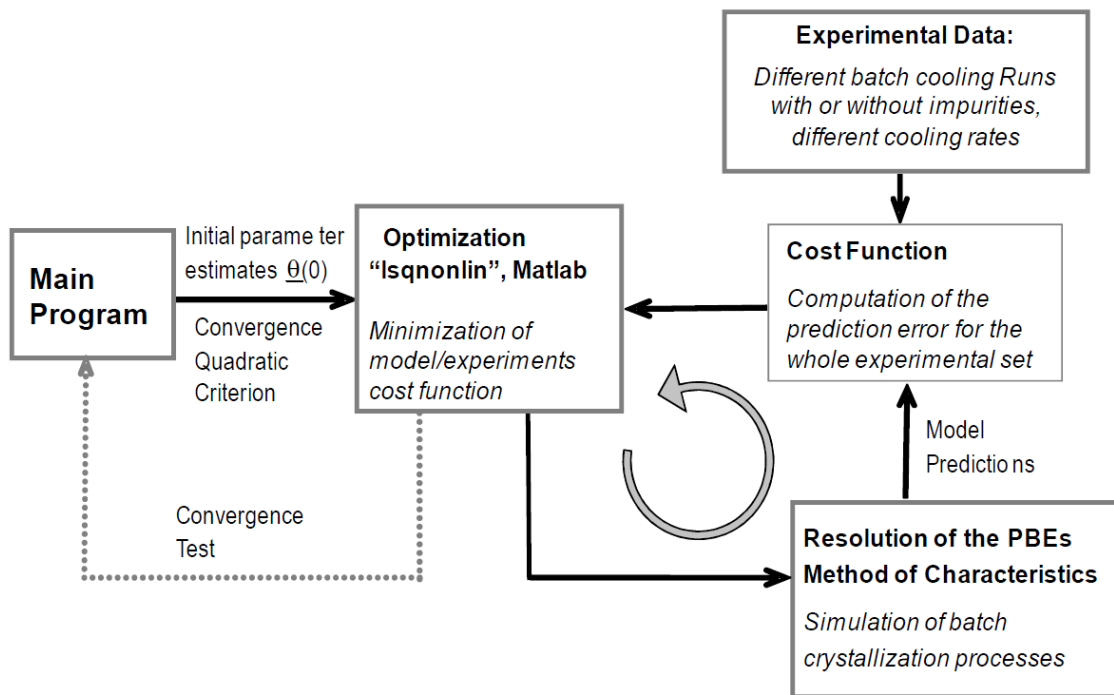 Experimental Data:
Different batch cooling Runs
with or without impurities,
different cooling rates
Main
Program
Initial parame ter
estimates θ(0)
Convergence
Quadratic
Criterion
Optimization
“lsqnonlin”, Matlab
Minimization of
model/experiments
cost function
Cost Function
Computation of the
prediction error for the
whole experimental set
Model
Predictio ns
Convergence
Test
Resolution of the PBEs
Method of Characteristics
Simulation of batch
crystallization processes